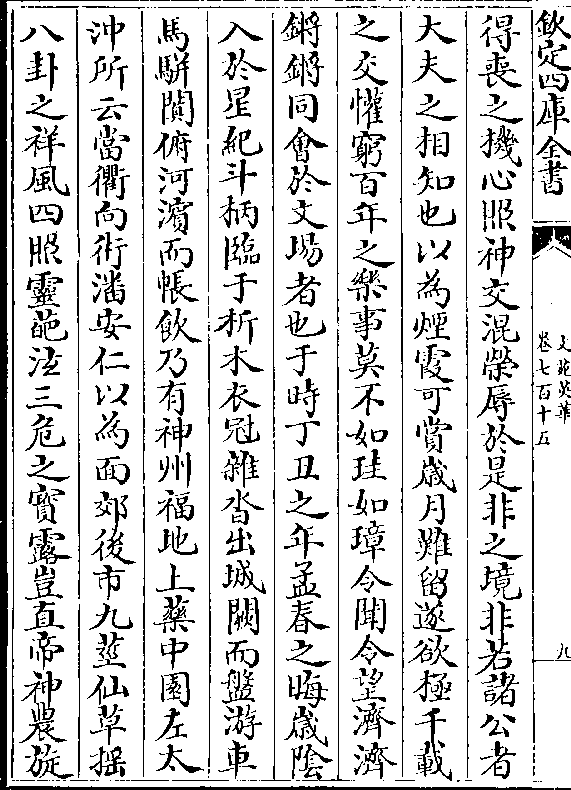 欽定四庫全書
文苑英華
卷七百十五
九
得喪之機心照神交混榮辱於是非之境非若諸公者
大夫之相知也以為煙霞可賞歲月難留遂欲極千載
之交懽窮百年之樂事莫不如珪如璋令聞令望濟濟
鏘鏘同會於文場者也于時丁丑之年孟春之晦歲陰
入於星紀斗柄臨于析木衣冠雜沓出城闕而盤游車
馬駢闐俯河濵而帳飲乃有神州福地上藥中園左太
沖所云當衢向街潘安仁以為面郊後市九莖仙草揺
八卦之祥風四照靈葩泫三危之寳露豈直帝神農旋